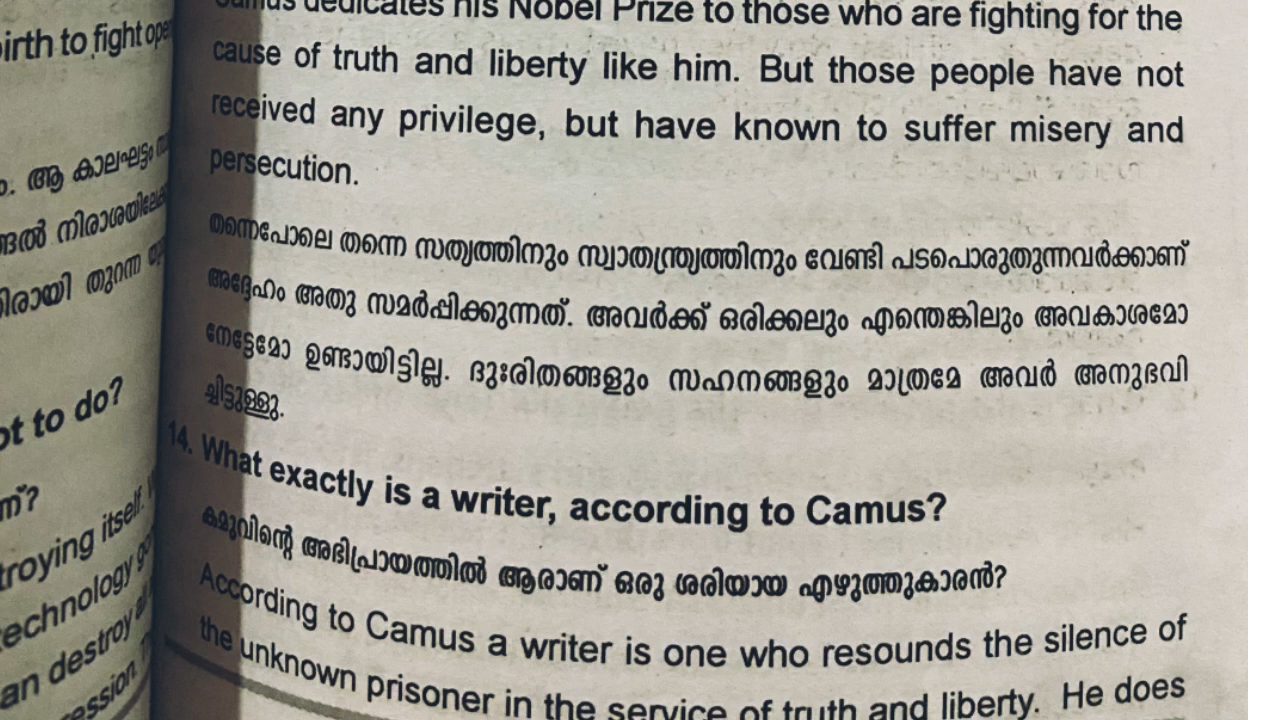 irth to fight
ആ കാലഘട്ടം
നിരാശയിലേക്
തുറന്ന
ot to do?
troying itself.
technology
an destroy
ession.
Camus dedicates his Nobel Prize to those who are fighting for the
cause of truth and liberty like him. But those people have not
received any privilege, but have known to suffer misery and
persecution.
തന്നെപോലെ തന്നെ സത്യത്തിനും സ്വാതന്ത്ര്യത്തിനും വേണ്ടി പടപൊരുതുന്നവർക്കാണ്
അദ്ദേഹം അതു സമർപ്പിക്കുന്നത്. അവർക്ക് ഒരിക്കലും എന്തെങ്കിലും അവകാശമോ
നേട്ടമോ ഉണ്ടായിട്ടില്ല. ദുഃരിതങ്ങളും സഹനങ്ങളും മാത്രമേ അവർ അനുഭവി
ച്ചിട്ടുള്ളു.
14. What exactly is a writer, according to Camus?
കമുവിന്റെ അഭിപ്രായത്തിൽ ആരാണ് ഒരു ശരിയായ എഴുത്തുകാരൻ?
According to Camus a writer is one who resounds the silence of
the unknown prisoner in the service of truth and liberty. He does